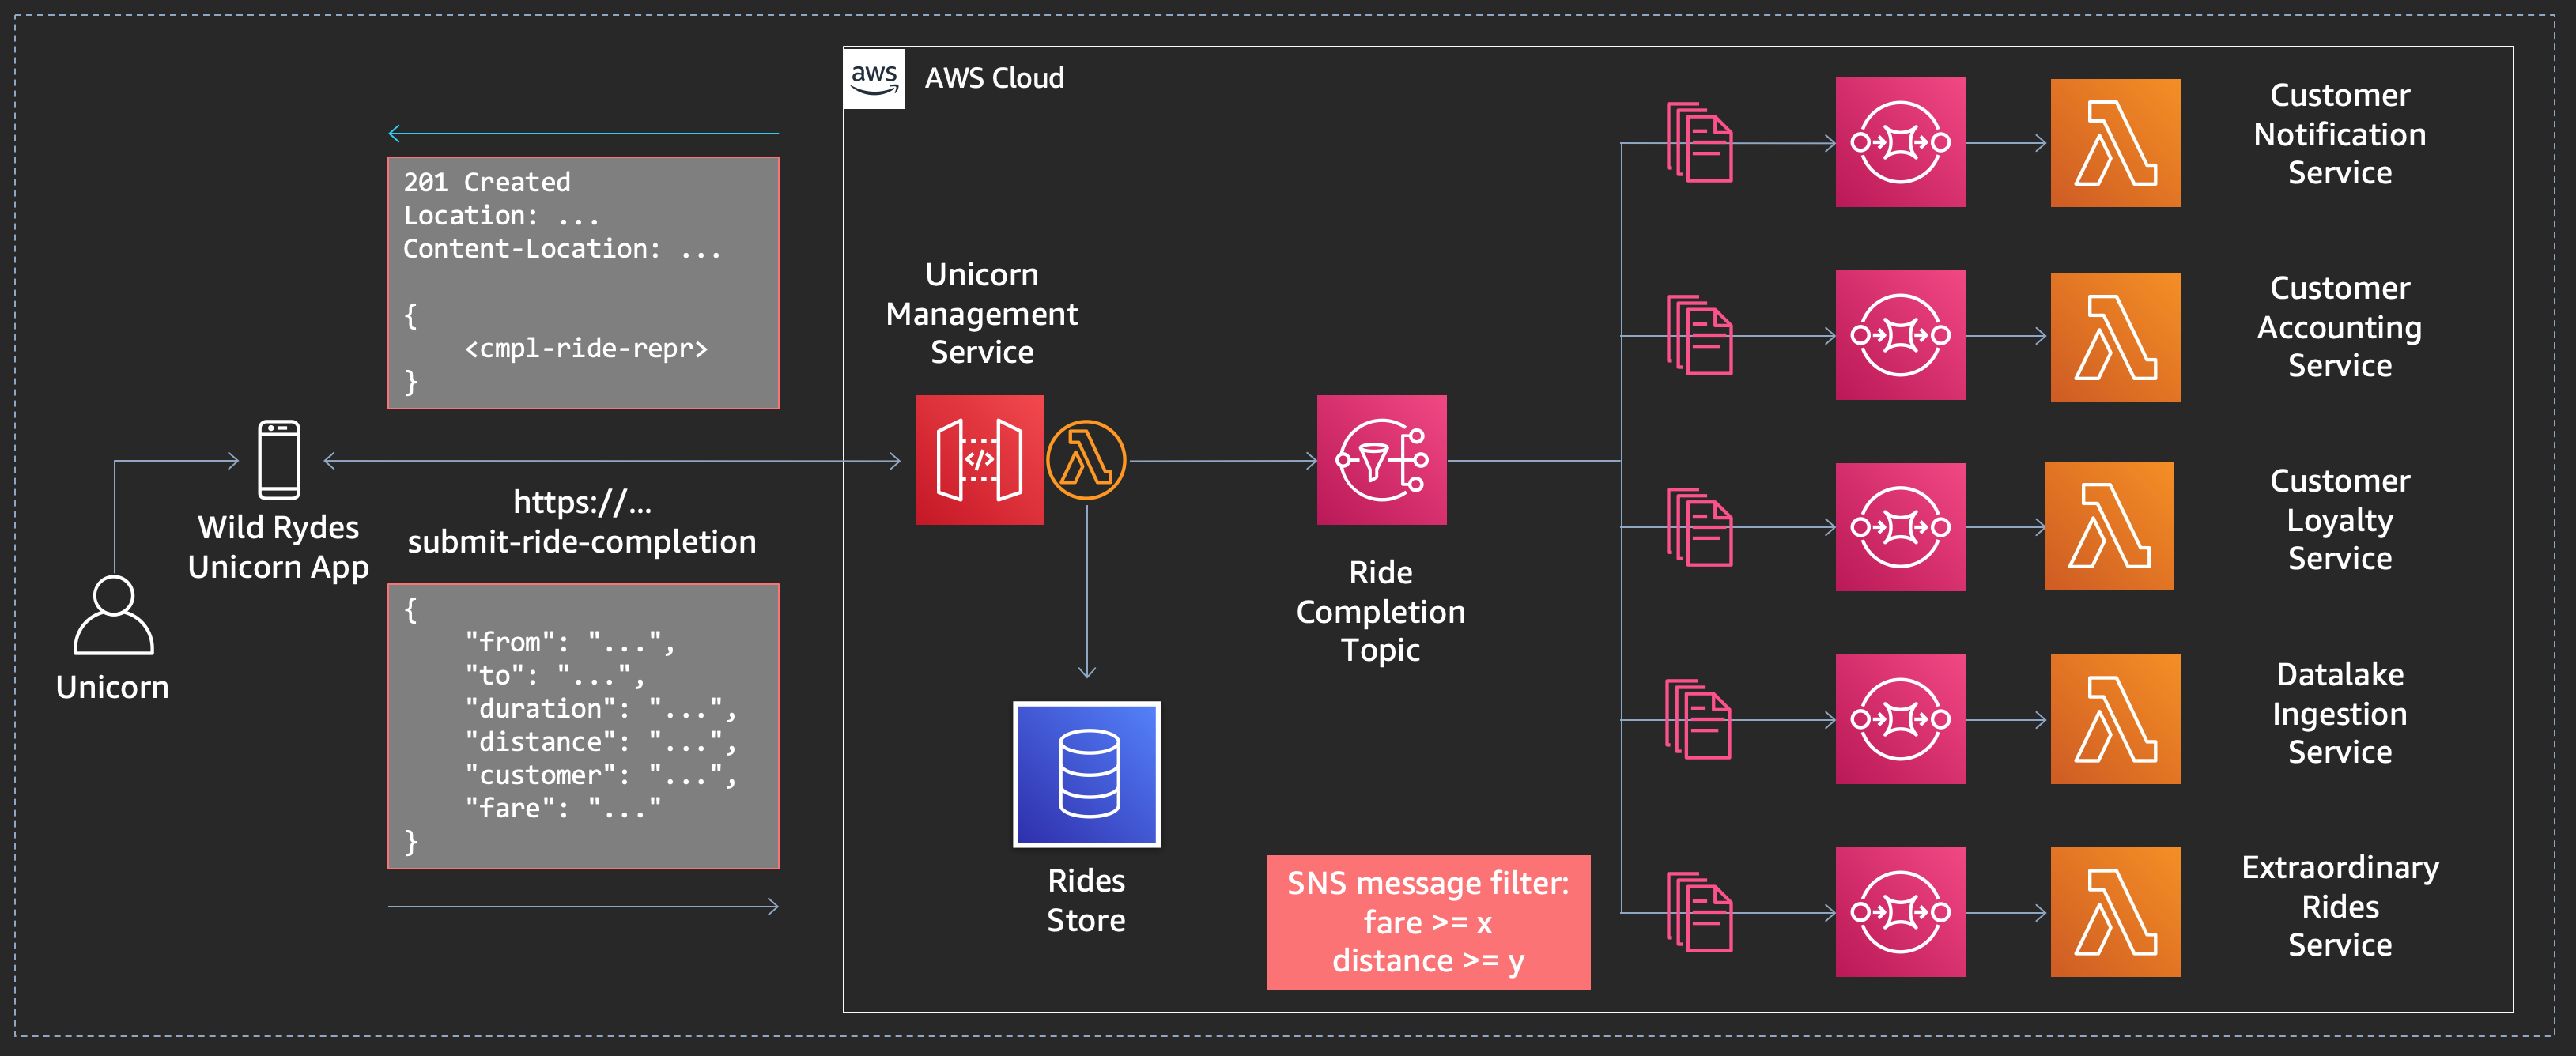 aws
AWS Cloud
201 Created
Location: ...
Content-Location: ...
{
<cmpl-ride-repr>
}
Unicorn
Wild Rydes
Unicorn App
https://...
submit-ride-completion
{
"from": "...",
"to": "...",
"duration": "...",
"distance": "...",
"customer": "...",
"fare": "..."
}
Unicorn
Management
Service
</>
Rides
Store
Ride
Completion
Topic
SNS message filter:
fare >= x
distance >= y
Customer
Notification
Service
Customer
Accounting
Service
Customer
Loyalty
Service
Datalake
Ingestion
Service
Extraordinary
Rides
Service